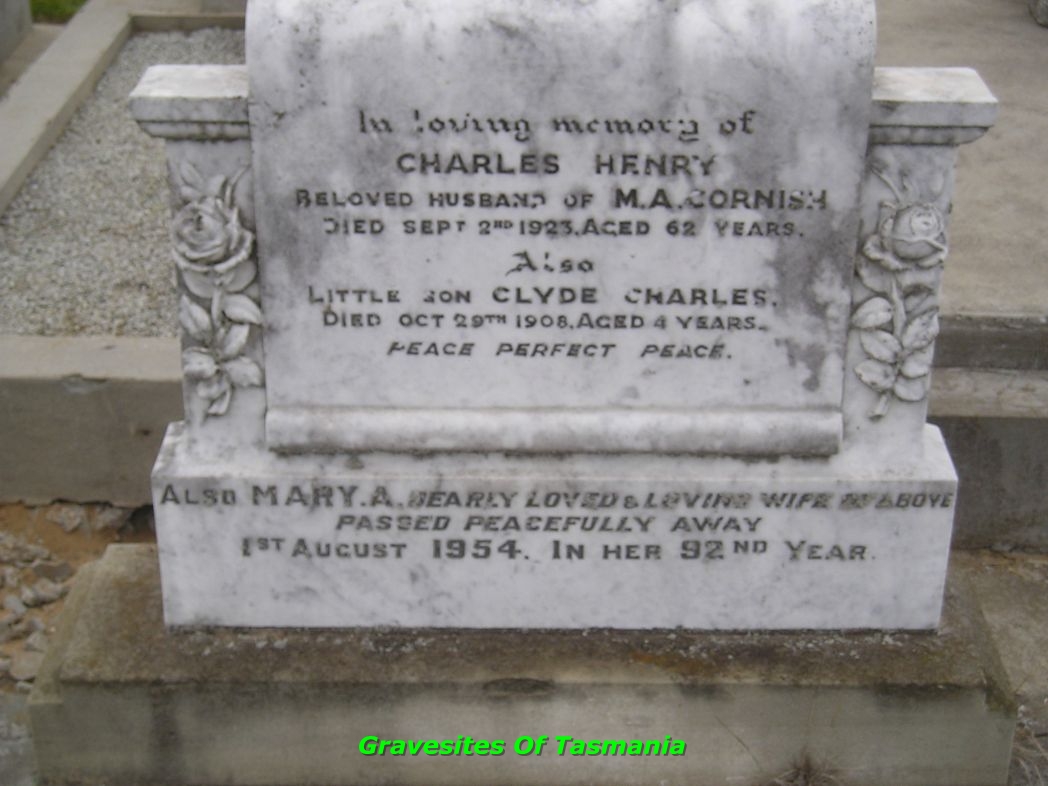 In loving memory of
CHARLES HENRY
BELOVED HUSBAND OF M.A. CORNISH
DIED SEPT 2ND 1923. AGED 62 YEARS.
Also
LITTLE SON CLYDE CHARLES.
DIED OCT 29TH 1908. AGED 4 YEARS.
PEACE PERFECT PEACE.
ALSO MARY. A. DEARLY LOVED & LOVING WIFE OF ABOVE
PASSED PEACEFULLY AWAY
1ST AUGUST 1954. IN HER 92ND YEAR.
Gravesites Of Tasmania